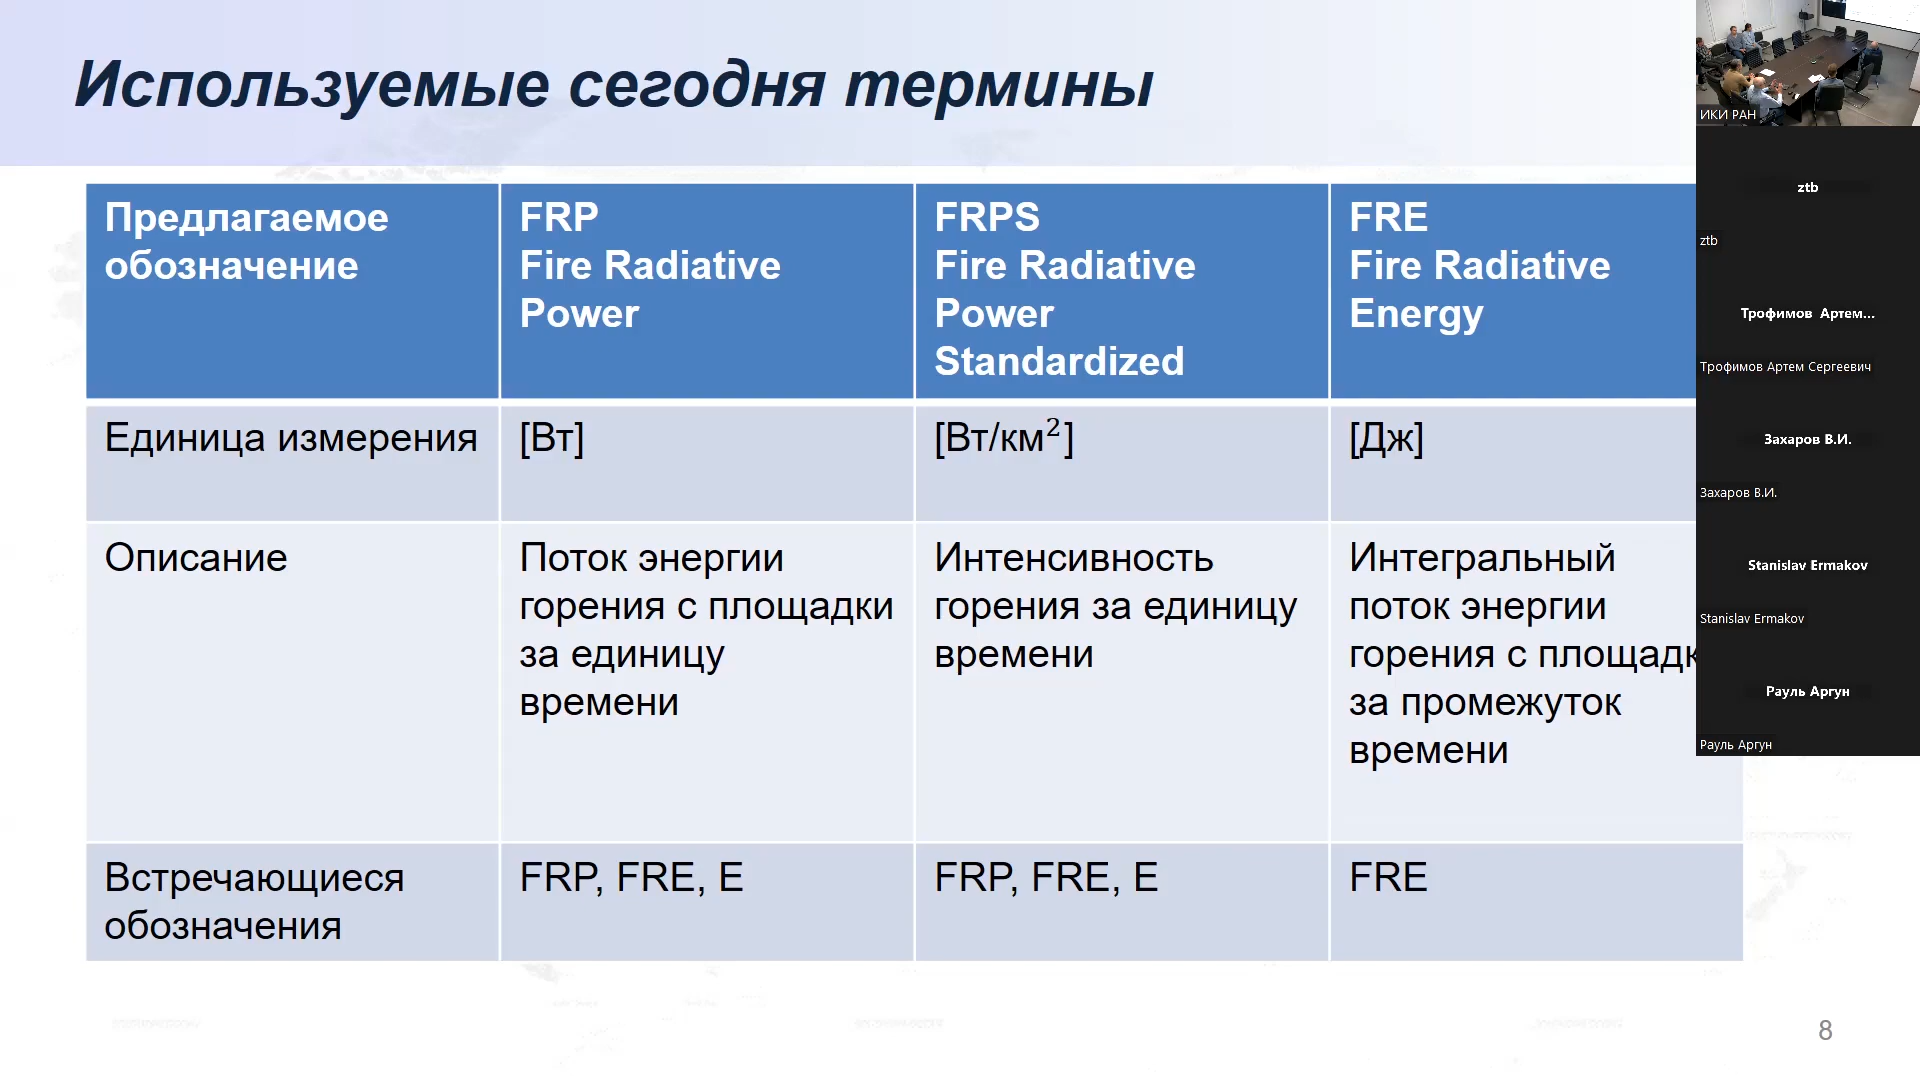 Используемые сегодня термины
Предлагаемое
обозначение
FRP
Fire Radiative
Power
FRPS
Fire Radiative
Power
Standardized
FRE
Fire Radiative
Energy
Единица измерения
[Вт]
[Вт/км²]
[Дж]
Описание
Поток энергии
горения с площадки
за единицу
времени
Интенсивность
горения за единицу
времени
Интегральный
поток энергии
горения с площадк
за промежуток
времени
Встречающиеся
обозначения
FRP, FRE, E
FRP, FRE, E
FRE
8
ИКИ РАН
ztb
ztb
Трофимов Артем...
Трофимов Артем Сергеевич
Захаров В.И.
Захаров В.И.
Stanislav Ermakov
Stanislav Ermakov
Рауль Аргун
Рауль Аргун